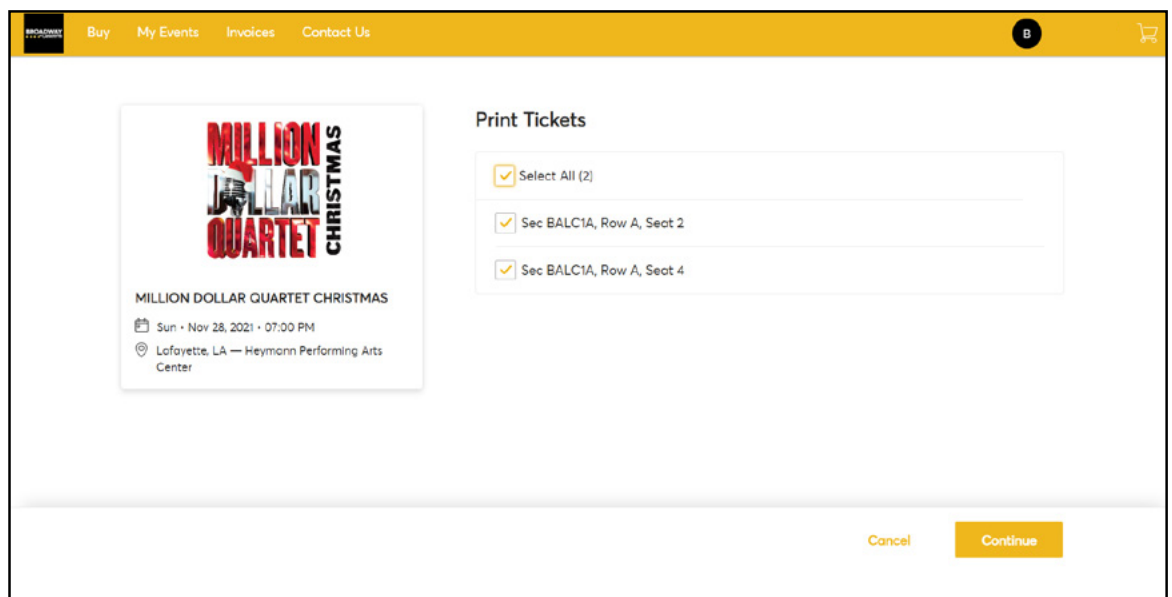 BROADWAY
Buy My Events Invoices Contact Us
B
MILLION
DOLLAR
QUARTET
CHRISTMAS
MILLION DOLLAR QUARTET CHRISTMAS
Sun • Nov 28, 2021 • 07:00 PM
Lafayette, LA — Heymann Performing Arts
Center
Print Tickets
Select All (2)
Sec BALC1A, Row A, Seat 2
Sec BALC1A, Row A, Seat 4
Cancel
Continue